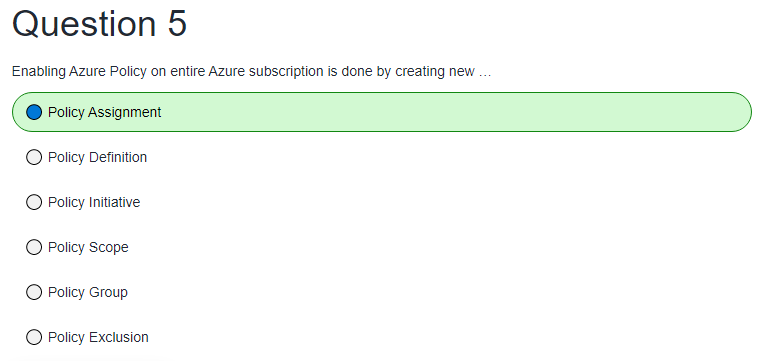 Question 5
Enabling Azure Policy on entire Azure subscription is done by creating new …
Policy Assignment
Policy Definition
Policy Initiative
Policy Scope
Policy Group
Policy Exclusion